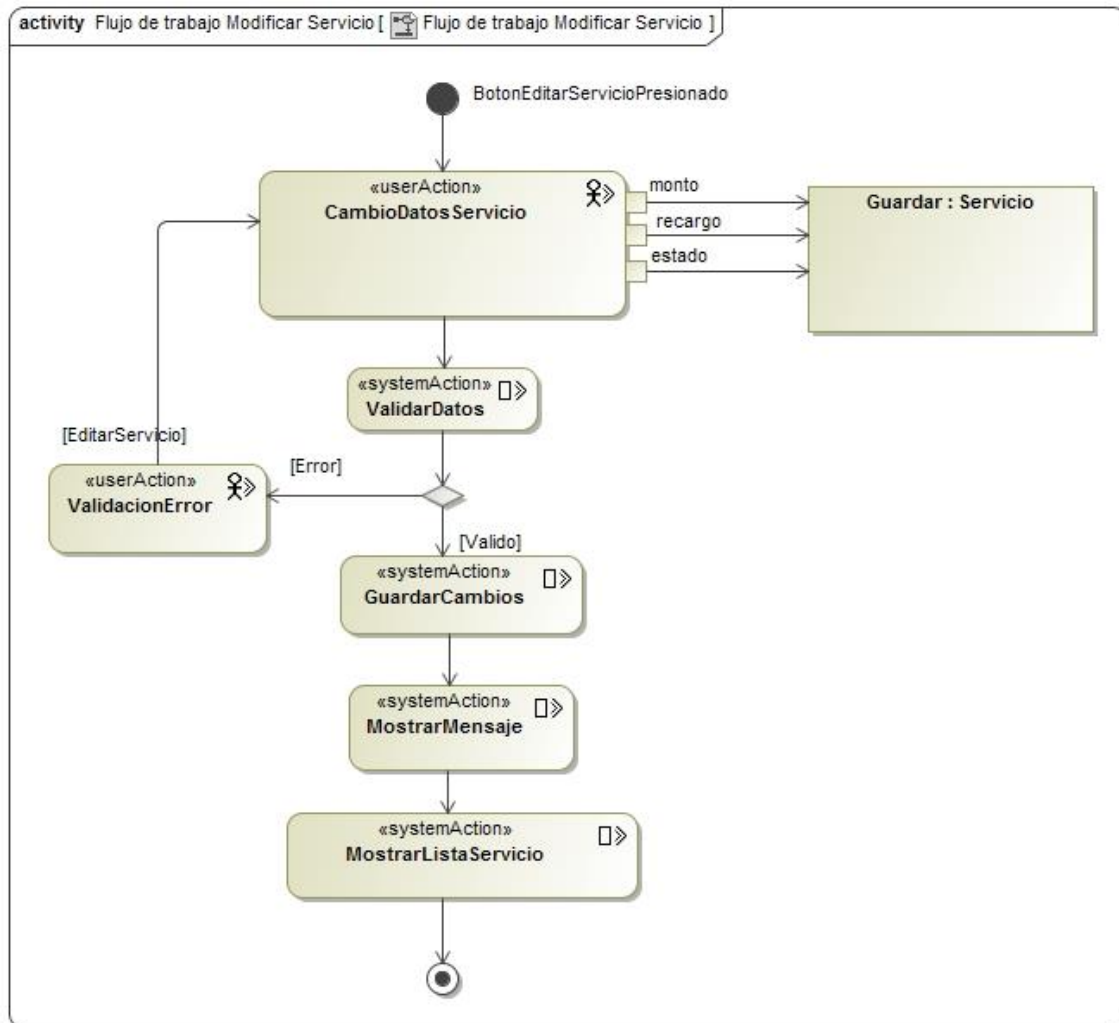 activity Flujo de trabajo Modificar Servicio [ Flujo de trabajo Modificar Servicio ]
BotonEditarServicioPresionado
«userAction»
CambioDatosServicio
monto
recargo
estado
Guardar : Servicio
«systemAction»
ValidarDatos
[EditarServicio]
[Error]
«userAction»
ValidacionError
[Valido]
«systemAction»
GuardarCambios
«systemAction»
MostrarMensaje
«systemAction»
MostrarListaServicio